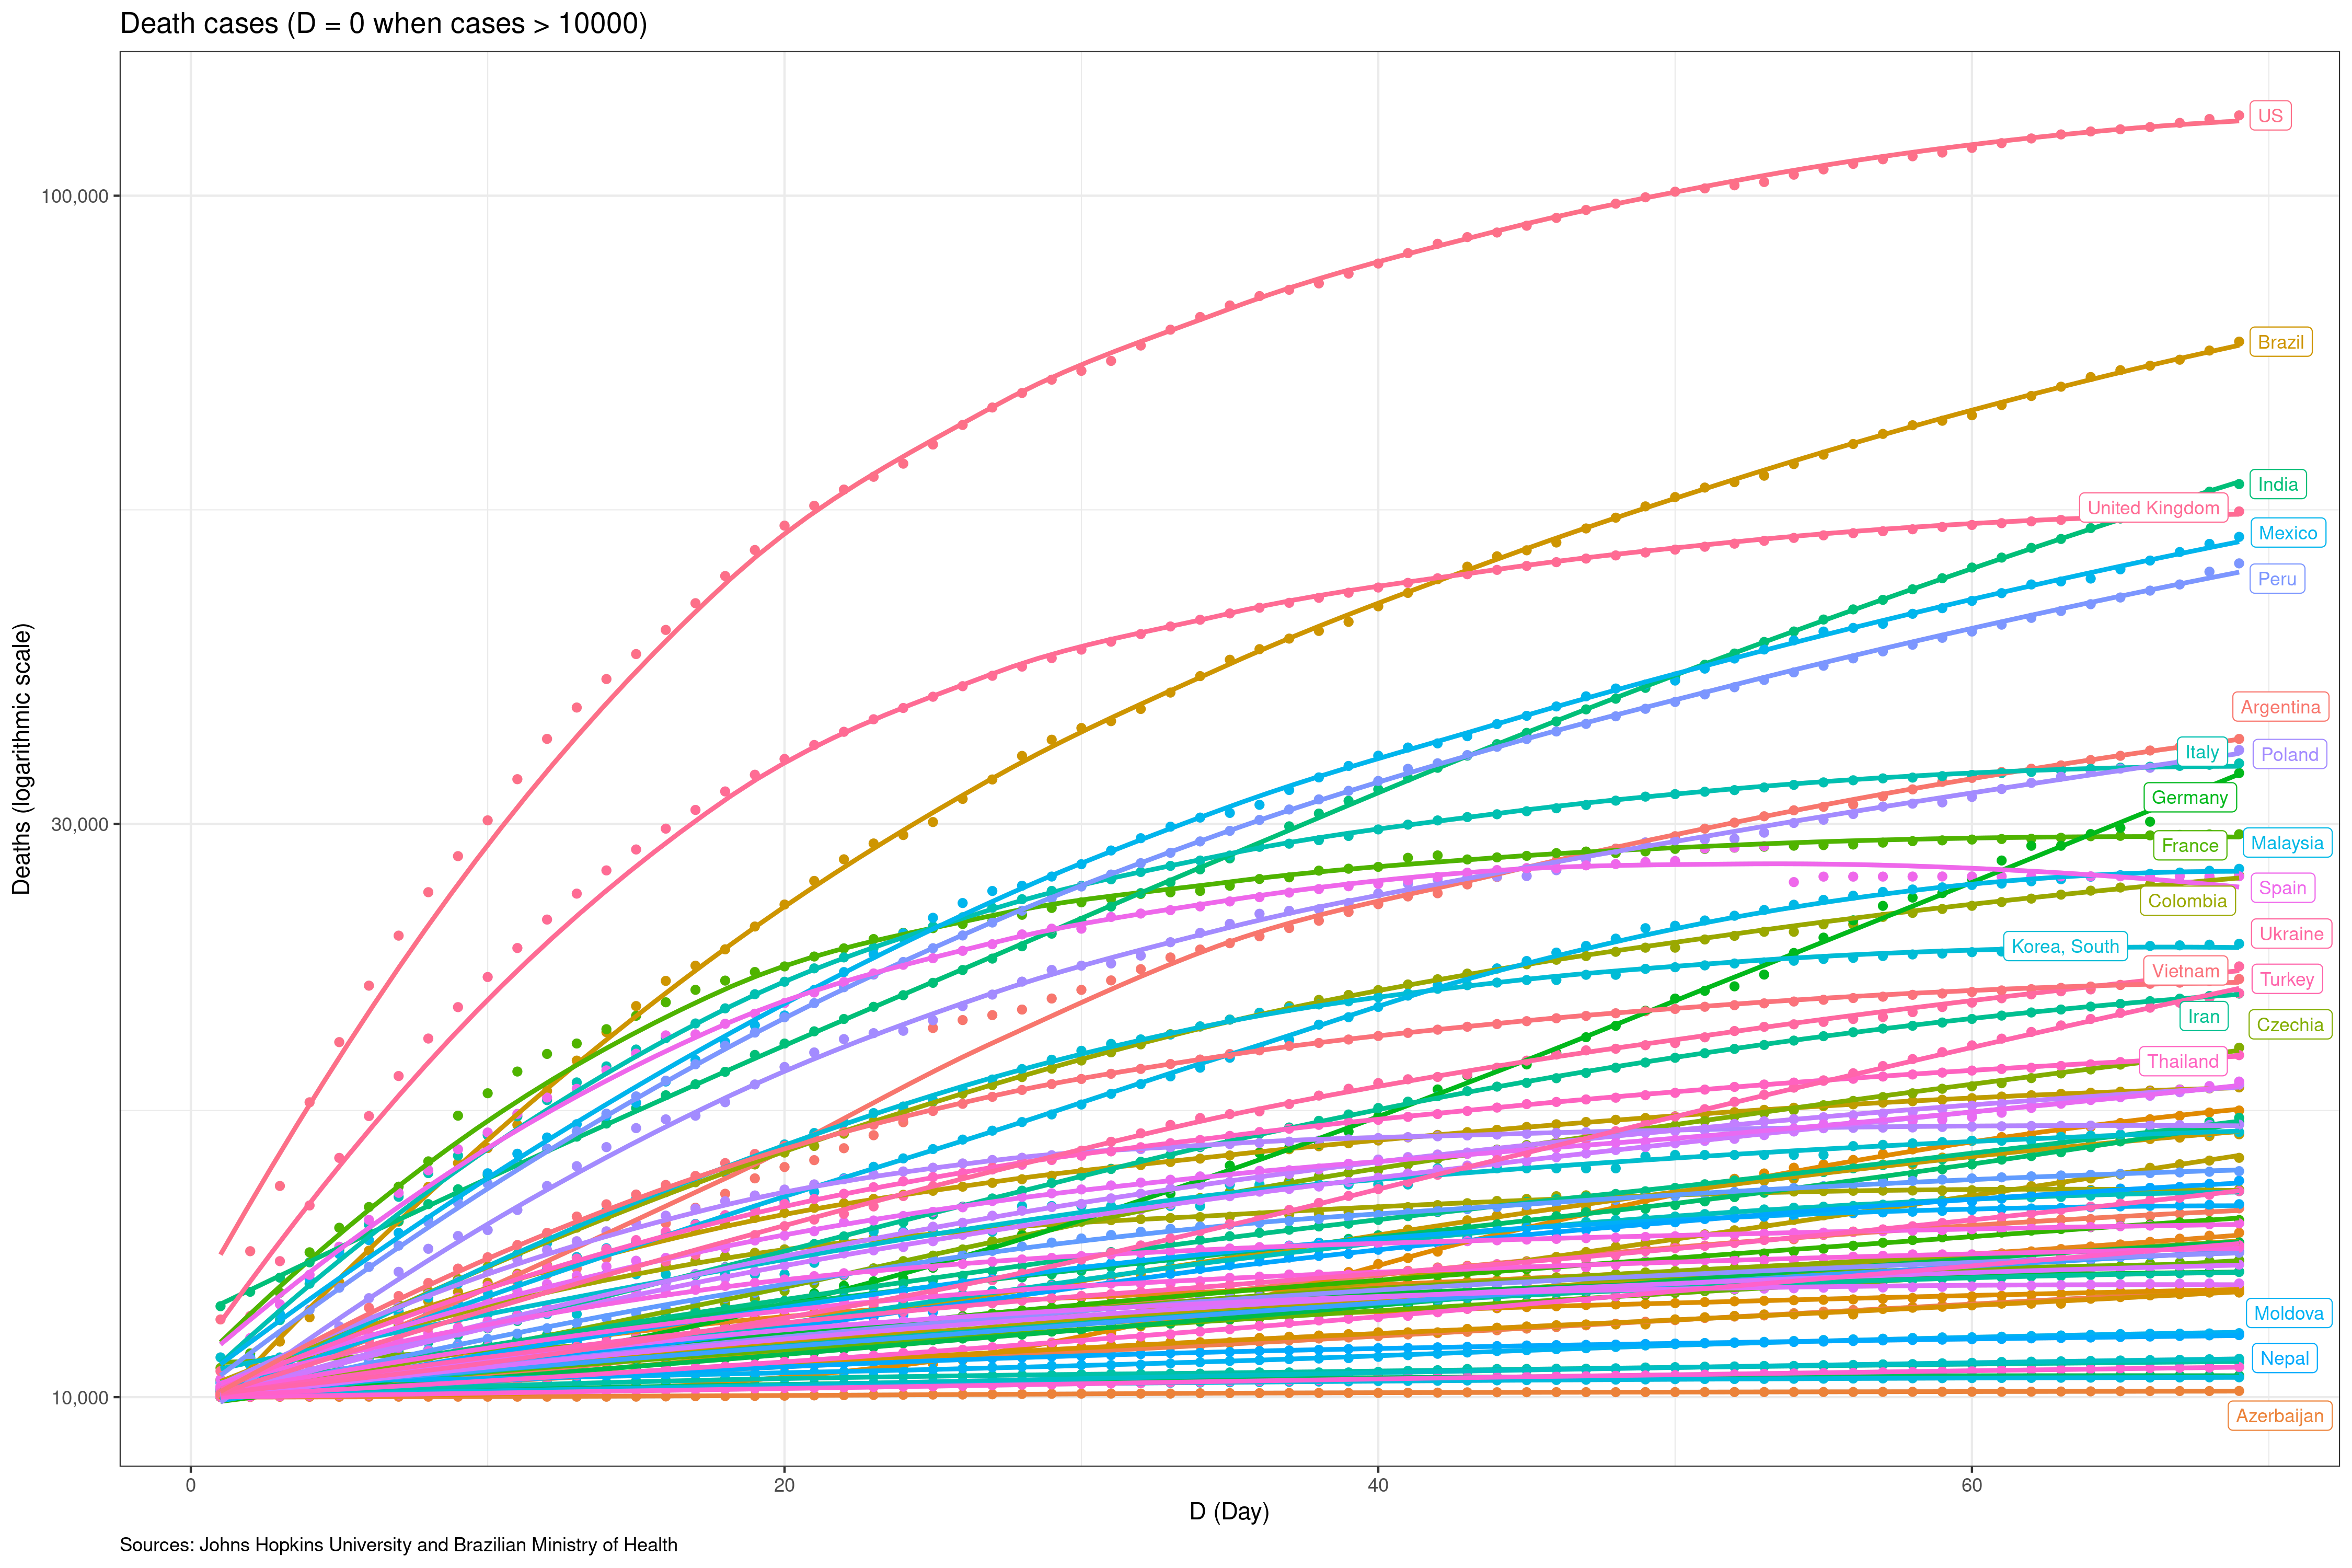 Death cases (D = 0 when cases > 10000)
US
100,000
Brazil
India
United Kingdom
Mexico
Peru
Argentina
Italy
Poland
Germany
30,000
Malaysia
France
Spain
Colombia
Ukraine
Korea, South
Vietnam
Turkey
Iran
Czechia
Thailand
Moldova
Nepal
10,000
Azerbaijan
Deaths (logarithmic scale)
0
20
40
60
D (Day)
Sources: Johns Hopkins University and Brazilian Ministry of Health